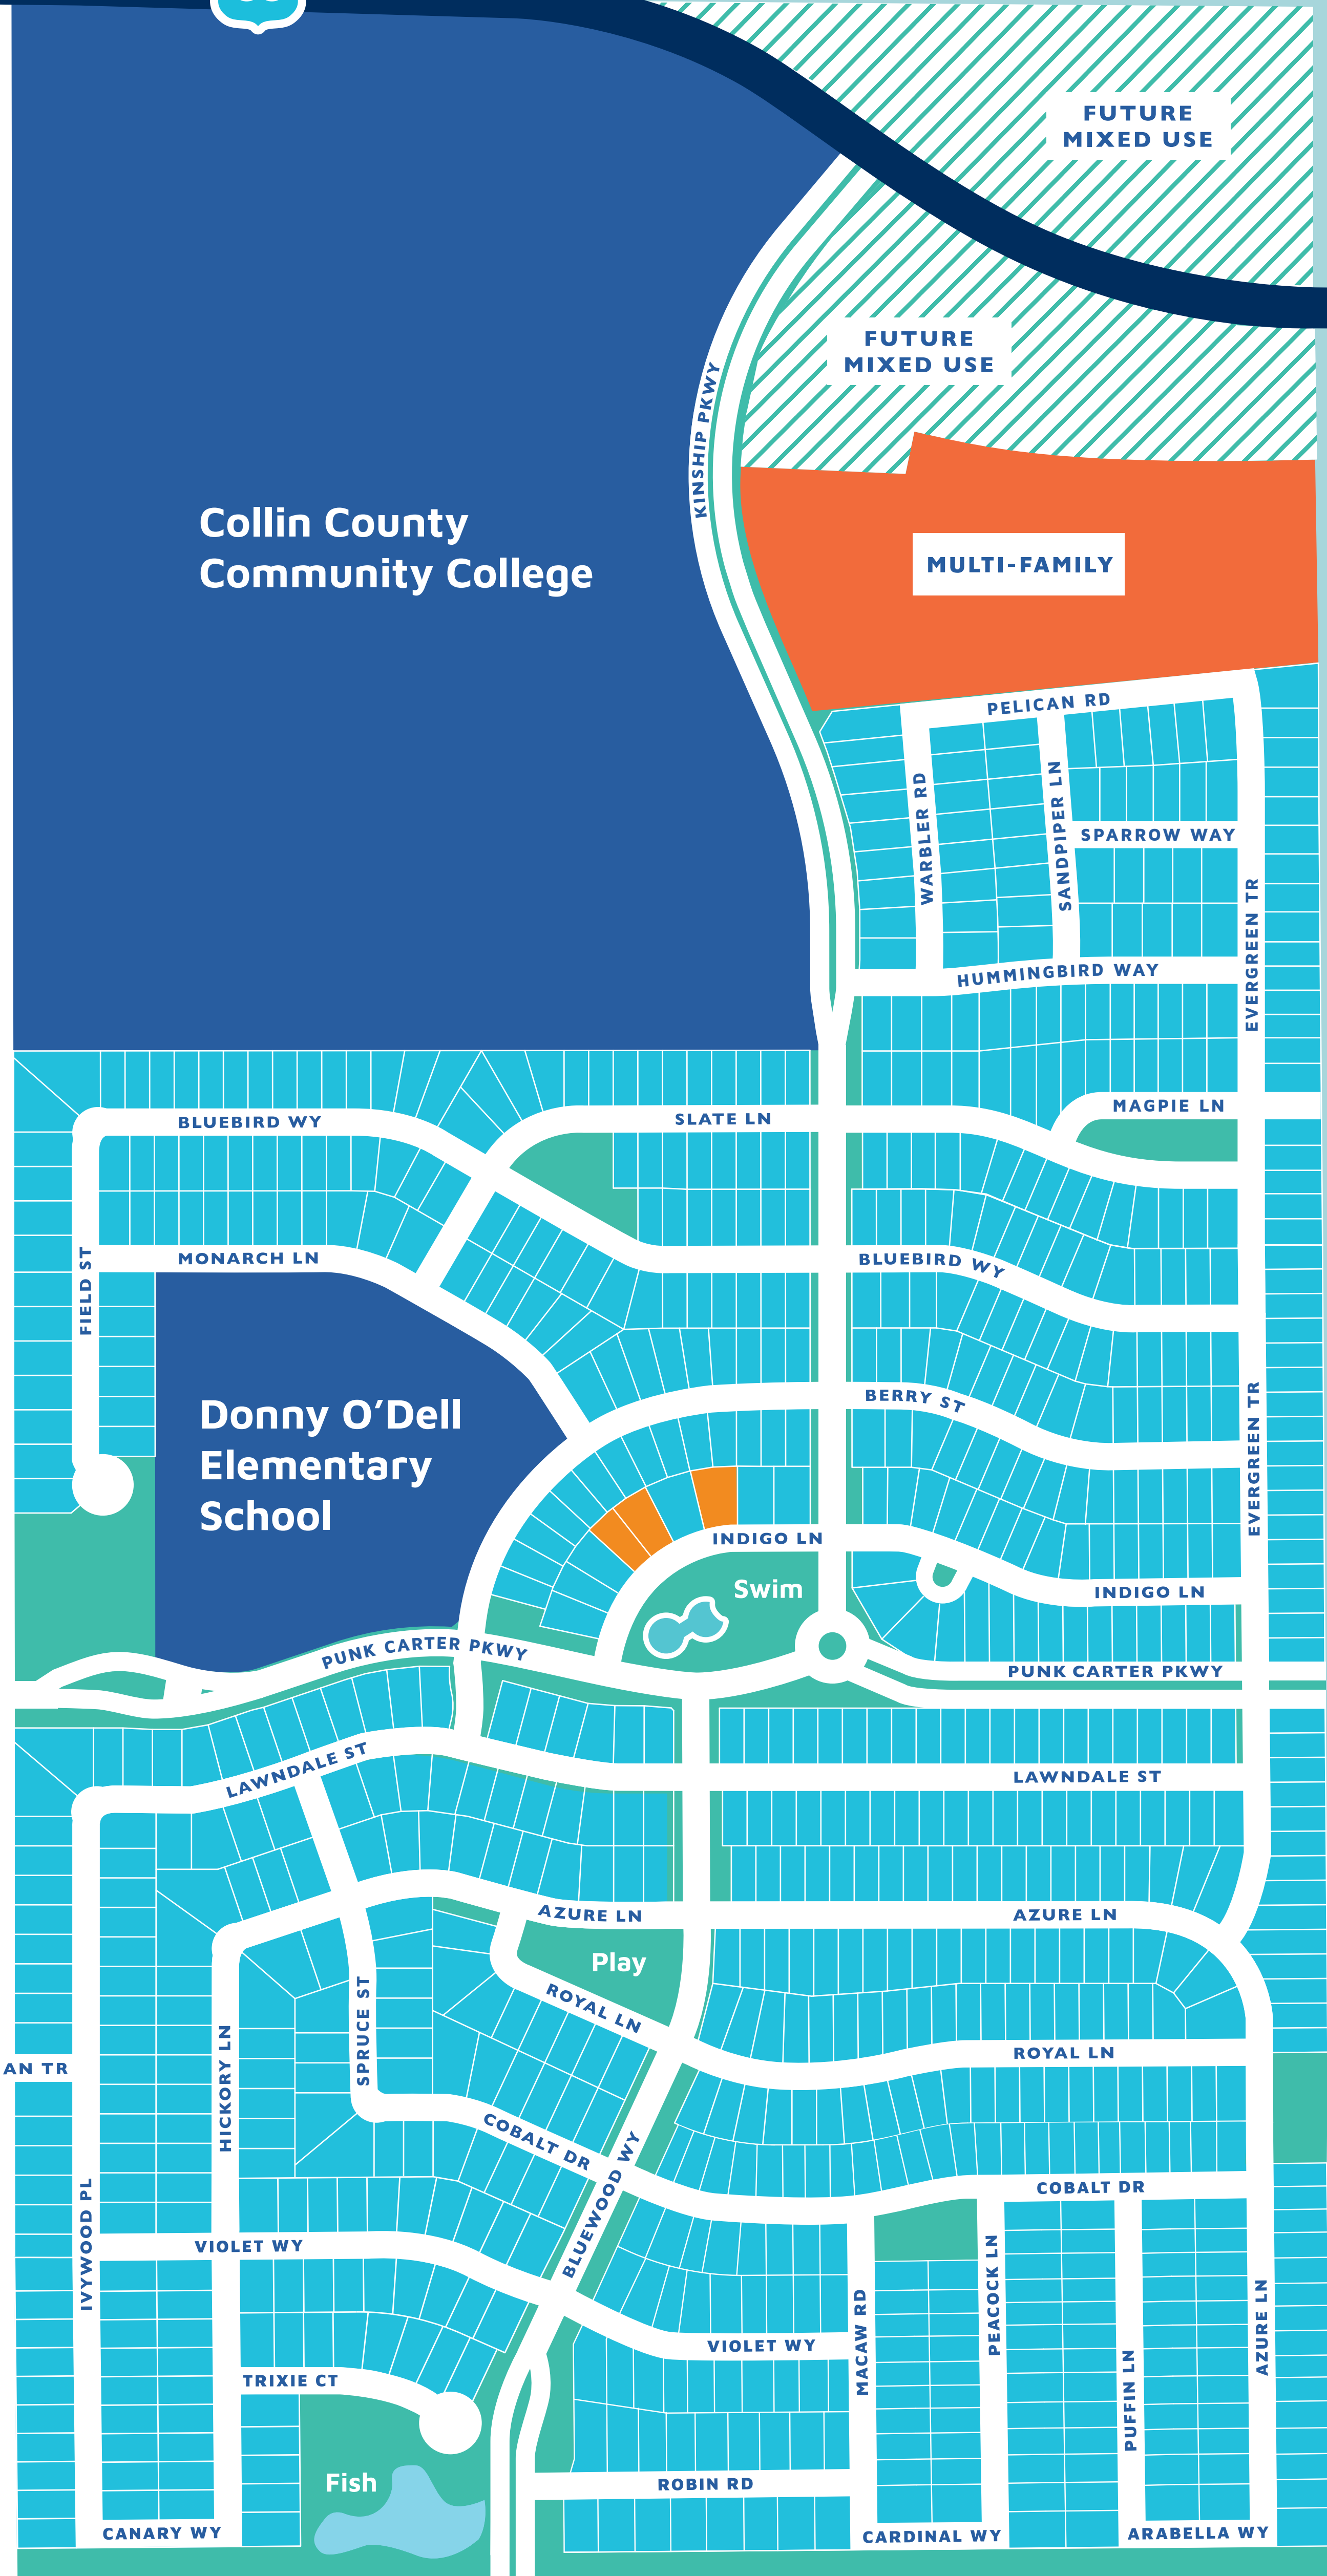 FUTURE
MIXED USE
FUTURE
MIXED USE
KINSHIP PKWY
Collin County
Community College
MULTI-FAMILY
PELICAN RD
WARBLER RD
SANDPIPER LN
SPARROW WAY
EVERGREEN TR
HUMMINGBIRD WAY
MAGPIE LN
BLUEBIRD WY
SLATE LN
FIELD ST
MONARCH LN
BLUEBIRD WY
Donny O’Dell
Elementary
School
BERRY ST
EVERGREEN TR
INDIGO LN
Swim
INDIGO LN
PUNK CARTER PKWY
PUNK CARTER PKWY
LAWNDALE ST
LAWNDALE ST
AZURE LN
AZURE LN
Play
ROYAL LN
SPRUCE ST
HICKORY LN
AN TR
ROYAL LN
COBALT DR
BLUEWOOD WY
COBALT DR
IVYWOOD PL
VIOLET WY
PEACOCK LN
MACAW RD
AZURE LN
VIOLET WY
PUFFIN LN
TRIXIE CT
Fish
ROBIN RD
CANARY WY
CARDINAL WY
ARABELLA WY